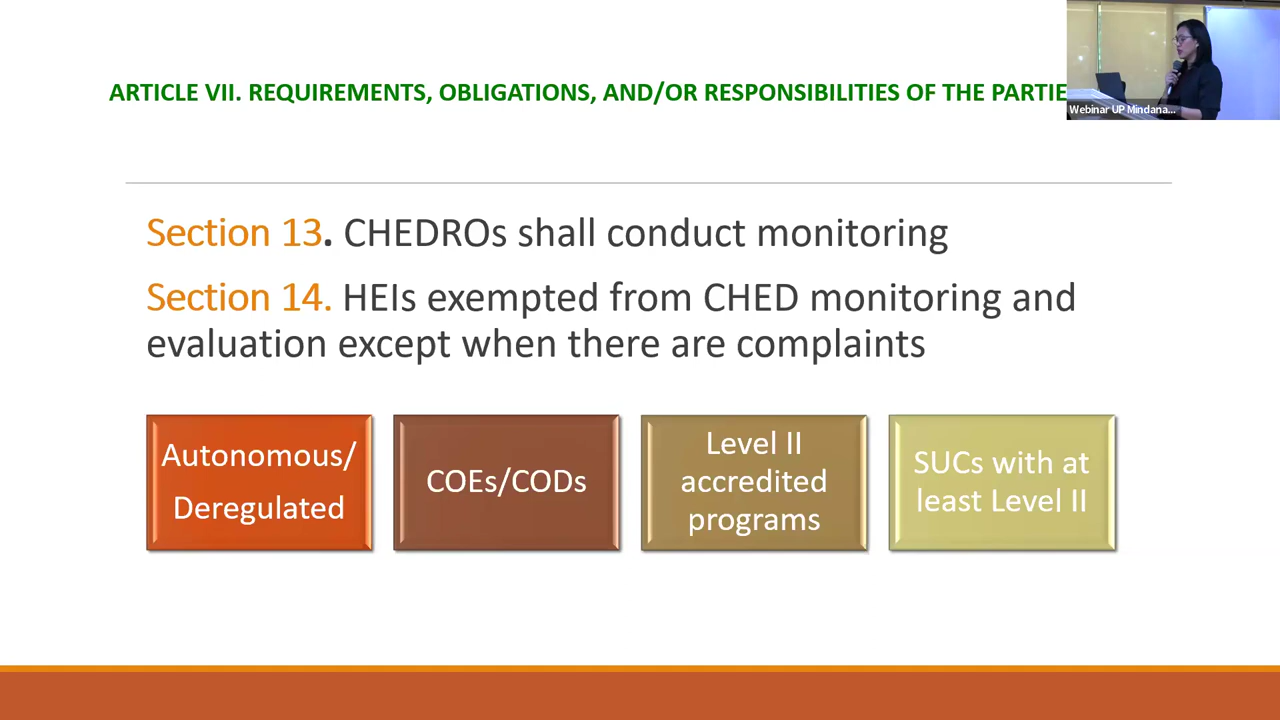 ARTICLE VII. REQUIREMENTS, OBLIGATIONS, AND/OR RESPONSIBILITIES OF THE PARTIE
Webinar UP Mindana...
Section 13. CHEDROs shall conduct monitoring
Section 14. HEIs exempted from CHED monitoring and
evaluation except when there are complaints
Autonomous/
Deregulated
COEs/CODs
Level II
accredited
programs
SUCs with at
least Level II